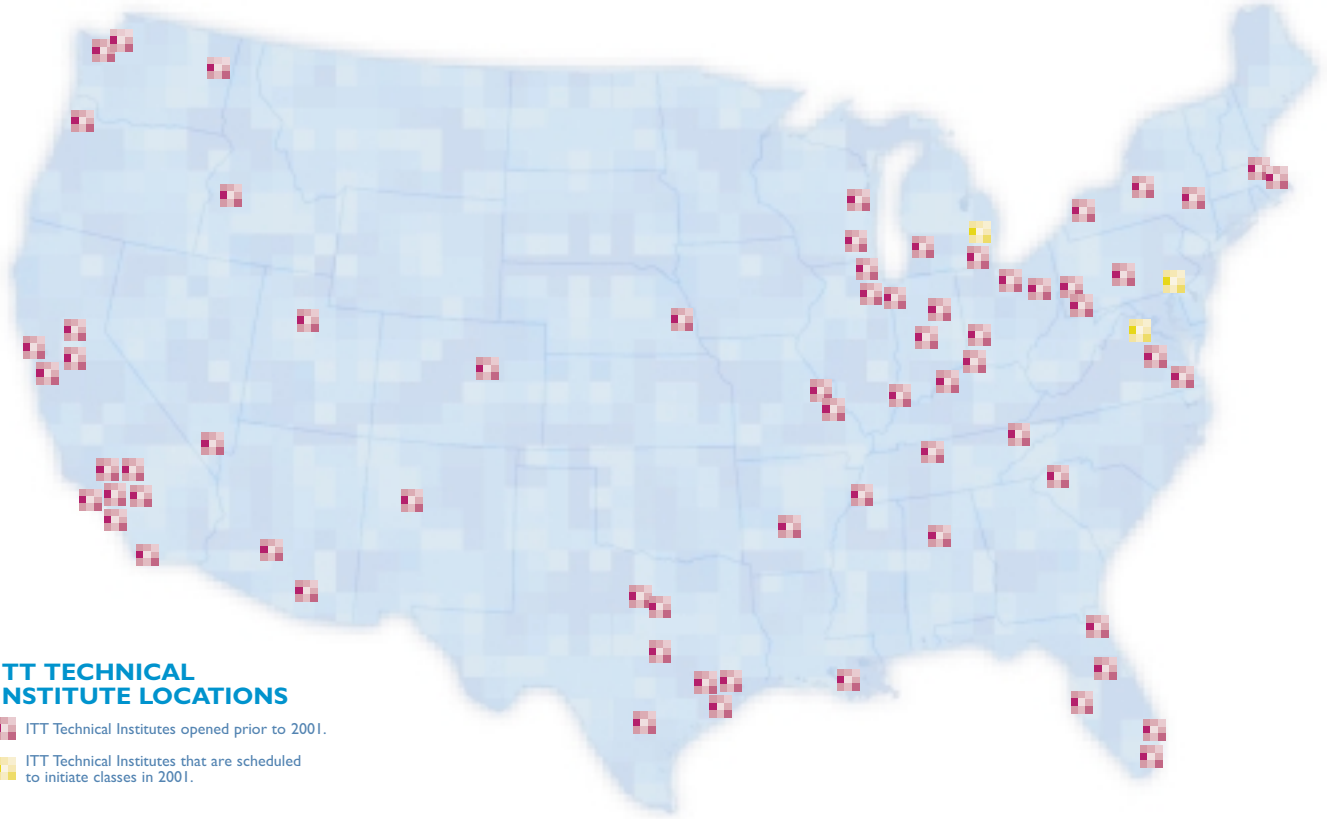 TT TECHNICAL
NSTITUTE LOCATIONS
ITT Technical Institutes opened prior to 2001.
ITT Technical Institutes that are scheduled
to initiate classes in 2001.